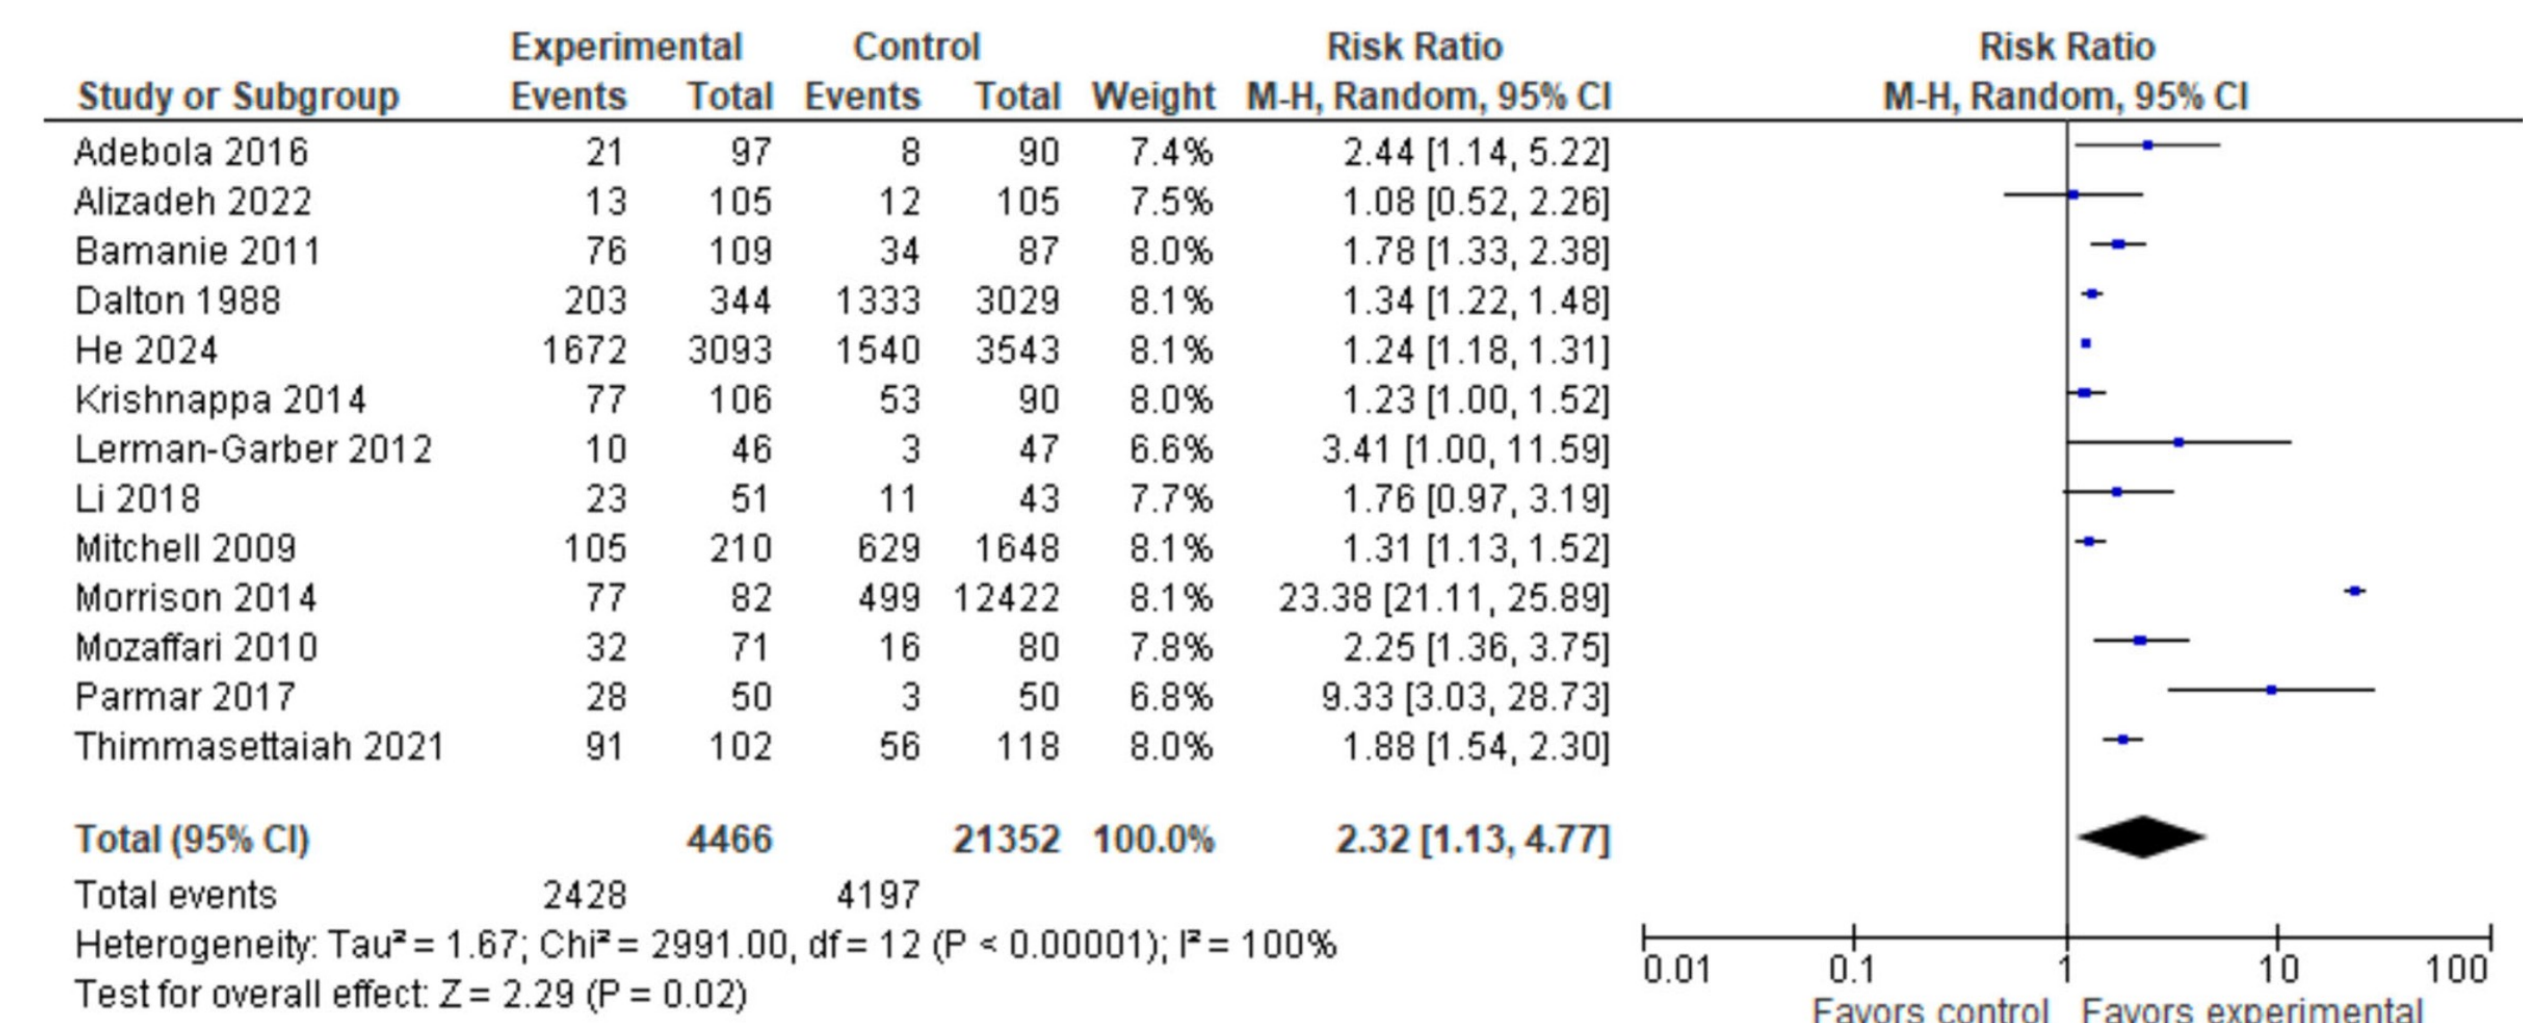 Experimental Control Risk Ratio Risk Ratio
Study or Subgroup Events Total Events Total Weight M-H, Random, 95% CI M-H, Random, 95% CI
Adebola 2016 21 97 8 90 7.4% 2.44 [1.14, 5.22]
Alizadeh 2022 13 105 12 105 7.5% 1.08 [0.52, 2.26]
Bamanie 2011 76 109 34 87 8.0% 1.78 [1.33, 2.38]
Dalton 1988 203 344 1333 3029 8.1% 1.34 [1.22, 1.48]
He 2024 1672 3093 1540 3543 8.1% 1.24 [1.18, 1.31]
Krishnappa 2014 77 106 53 90 8.0% 1.23 [1.00, 1.52]
Lerman-Garber 2012 10 46 3 47 6.6% 3.41 [1.00, 11.59]
Li 2018 23 51 11 43 7.7% 1.76 [0.97, 3.19]
Mitchell 2009 105 210 629 1648 8.1% 1.31 [1.13, 1.52]
Morrison 2014 77 82 499 12422 8.1% 23.38 [21.11, 25.89]
Mozaffari 2010 32 71 16 80 7.8% 2.25 [1.36, 3.75]
Parmar 2017 28 50 3 50 6.8% 9.33 [3.03, 28.73]
Thimmasettaiah 2021 91 102 56 118 8.0% 1.88 [1.54, 2.30]
Total (95% CI) 4466 21352 100.0% 2.32 [1.13, 4.77]
Total events 2428 4197
Heterogeneity: Tau² = 1.67; Chi² = 2991.00, df = 12 (P < 0.00001); I² = 100%
Test for overall effect: Z = 2.29 (P = 0.02)
0.01 0.1 1 10 100
Favors control Favors experimental